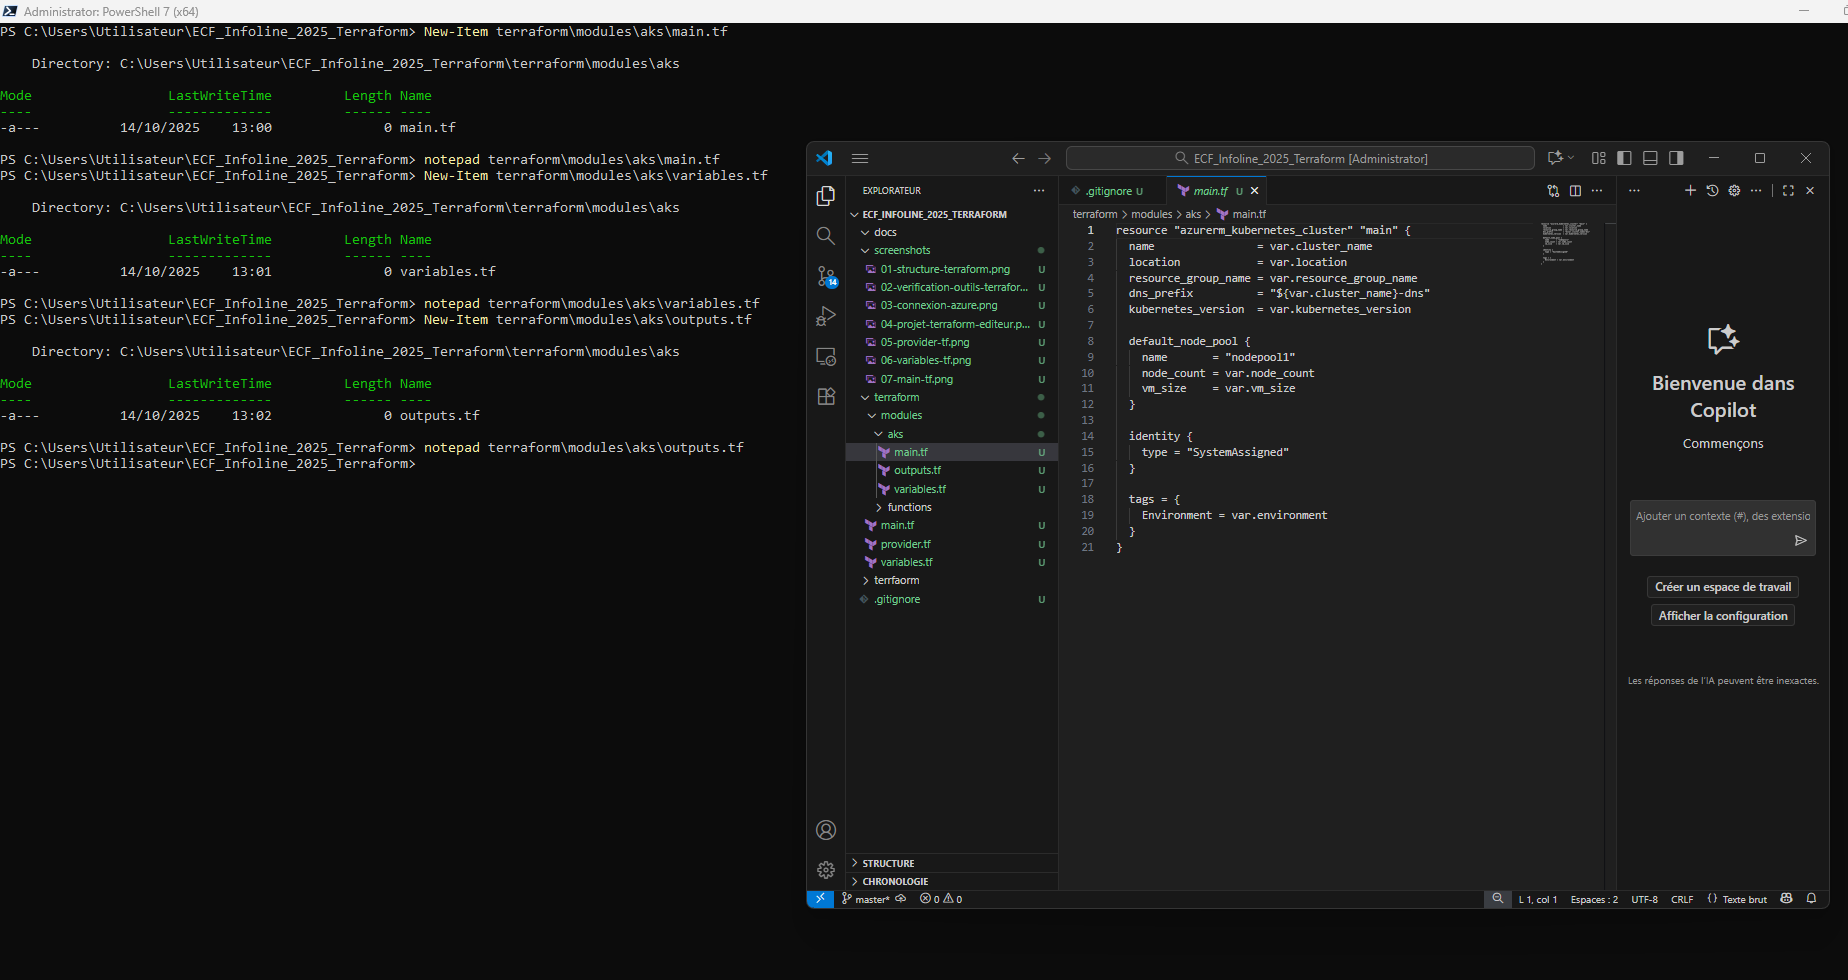 Administrator: PowerShell 7 (x64)
PS C:\Users\Utilisateur\ECF_Infoline_2025_Terraform> New-Item terraform\modules\aks\main.tf
Directory: C:\Users\Utilisateur\ECF_Infoline_2025_Terraform\terraform\modules\aks
Mode LastWriteTime Length Name
---- ------------- ------ ----
-a--- 14/10/2025 13:00 0 main.tf
PS C:\Users\Utilisateur\ECF_Infoline_2025_Terraform> notepad terraform\modules\aks\main.tf
PS C:\Users\Utilisateur\ECF_Infoline_2025_Terraform> New-Item terraform\modules\aks\variables.tf
Directory: C:\Users\Utilisateur\ECF_Infoline_2025_Terraform\terraform\modules\aks
Mode LastWriteTime Length Name
---- ------------- ------ ----
-a--- 14/10/2025 13:01 0 variables.tf
PS C:\Users\Utilisateur\ECF_Infoline_2025_Terraform> notepad terraform\modules\aks\variables.tf
PS C:\Users\Utilisateur\ECF_Infoline_2025_Terraform> New-Item terraform\modules\aks\outputs.tf
Directory: C:\Users\Utilisateur\ECF_Infoline_2025_Terraform\terraform\modules\aks
Mode LastWriteTime Length Name
---- ------------- ------ ----
-a--- 14/10/2025 13:02 0 outputs.tf
PS C:\Users\Utilisateur\ECF_Infoline_2025_Terraform> notepad terraform\modules\aks\outputs.tf
PS C:\Users\Utilisateur\ECF_Infoline_2025_Terraform>
ECF_Infoline_2025_Terraform [Administrator]
EXPLORATEUR
ECF_INFOLINE_2025_TERRAFORM
docs
screenshots
01-structure-terraform.png U
02-verification-outils-terrafor... U
03-connexion-azure.png U
04-projet-terraform-editeur.p... U
05-provider-tf.png U
06-variables-tf.png U
07-main-tf.png U
terraform
modules
aks
main.tf U
outputs.tf U
variables.tf U
functions
main.tf U
provider.tf U
variables.tf U
terrfaorm
.gitignore U
STRUCTURE
CHRONOLOGIE
14
.gitignore U
main.tf U
terraform > modules > aks > main.tf
1 resource "azurerm_kubernetes_cluster" "main" {
2 name = var.cluster_name
3 location = var.location
4 resource_group_name = var.resource_group_name
5 dns_prefix = "${var.cluster_name}-dns"
6 kubernetes_version = var.kubernetes_version
7
8 default_node_pool {
9 name = "nodepool1"
10 node_count = var.node_count
11 vm_size = var.vm_size
12 }
13
14 identity {
15 type = "SystemAssigned"
16 }
17
18 tags = {
19 Environment = var.environment
20 }
21 }
Bienvenue dans
Copilot
Commençons
Ajouter un contexte (#), des extensio
Créer un espace de travail
Afficher la configuration
Les réponses de l'IA peuvent être inexactes.
master* 0 0
L 1, col 1 Espaces : 2 UTF-8 CRLF {} Texte brut